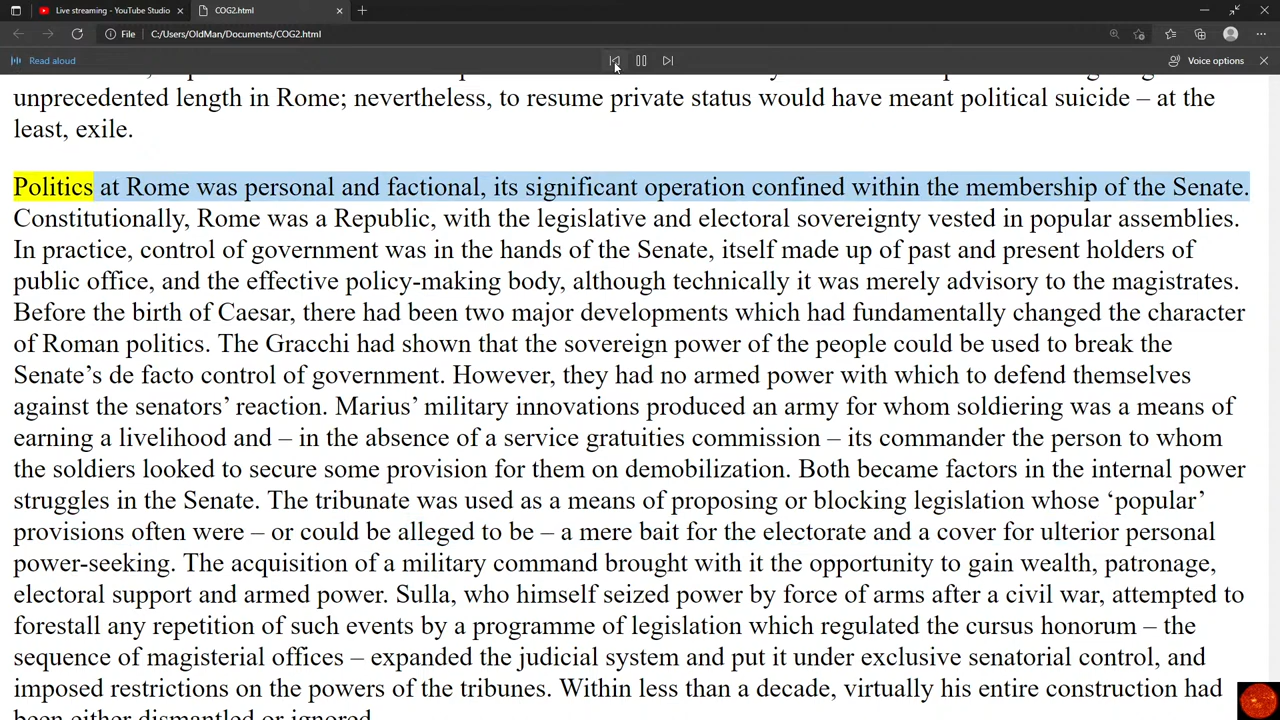 Live streaming - YouTube Studio
COG2.html
File
C:/Users/OldMan/Documents/COG2.html
Read aloud
Voice options
unprecedented length in Rome; nevertheless, to resume private status would have meant political suicide – at the
least, exile.
Politics at Rome was personal and factional, its significant operation confined within the membership of the Senate.
Constitutionally, Rome was a Republic, with the legislative and electoral sovereignty vested in popular assemblies.
In practice, control of government was in the hands of the Senate, itself made up of past and present holders of
public office, and the effective policy-making body, although technically it was merely advisory to the magistrates.
Before the birth of Caesar, there had been two major developments which had fundamentally changed the character
of Roman politics. The Gracchi had shown that the sovereign power of the people could be used to break the
Senate’s de facto control of government. However, they had no armed power with which to defend themselves
against the senators’ reaction. Marius’ military innovations produced an army for whom soldiering was a means of
earning a livelihood and – in the absence of a service gratuities commission – its commander the person to whom
the soldiers looked to secure some provision for them on demobilization. Both became factors in the internal power
struggles in the Senate. The tribunate was used as a means of proposing or blocking legislation whose ‘popular’
provisions often were – or could be alleged to be – a mere bait for the electorate and a cover for ulterior personal
power-seeking. The acquisition of a military command brought with it the opportunity to gain wealth, patronage,
electoral support and armed power. Sulla, who himself seized power by force of arms after a civil war, attempted to
forestall any repetition of such events by a programme of legislation which regulated the cursus honorum – the
sequence of magisterial offices – expanded the judicial system and put it under exclusive senatorial control, and
imposed restrictions on the powers of the tribunes. Within less than a decade, virtually his entire construction had
been either dismantled or ignored.